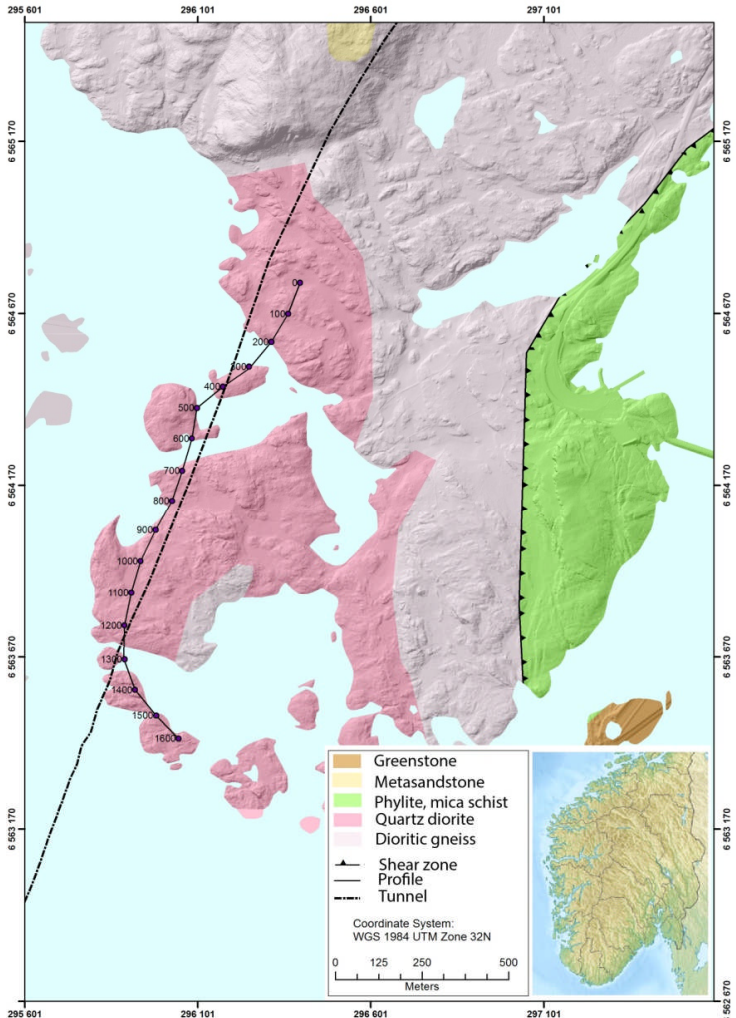 295 601
296 101
296 601
297 101
6 565 170
6 565 170
0
6 564 670
100
6 564 670
200
300
400
500
600
6 564 170
700
6 564 170
800
900
1000
1100
1200
6 563 670
1300
6 563 670
1400
1500
1600
Greenstone
Metasandstone
Phylite, mica schist
Quartz diorite
Dioritic gneiss
Shear zone
Profile
Tunnel
Coordinate System:
WGS 1984 UTM Zone 32N
0 125 250 500
Meters
6 563 170
6 563 170
6 562 670
295 601
296 101
296 601
297 101